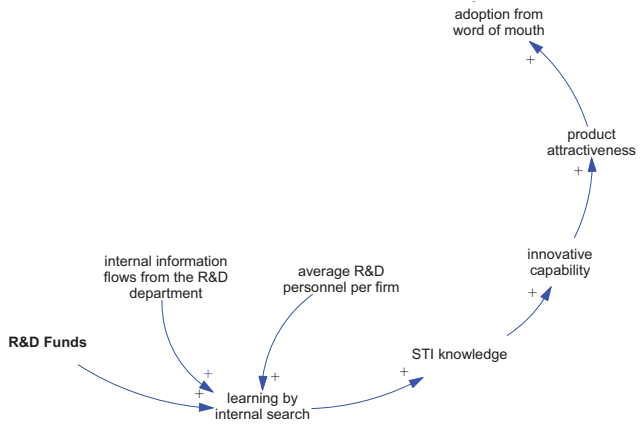 adoption from
word of mouth
+
product
attractiveness
+
innovative
capability
+
internal information
flows from the R&D
department
average R&D
personnel per firm
R&D Funds
STI knowledge
+
+
+
+
learning by
internal search